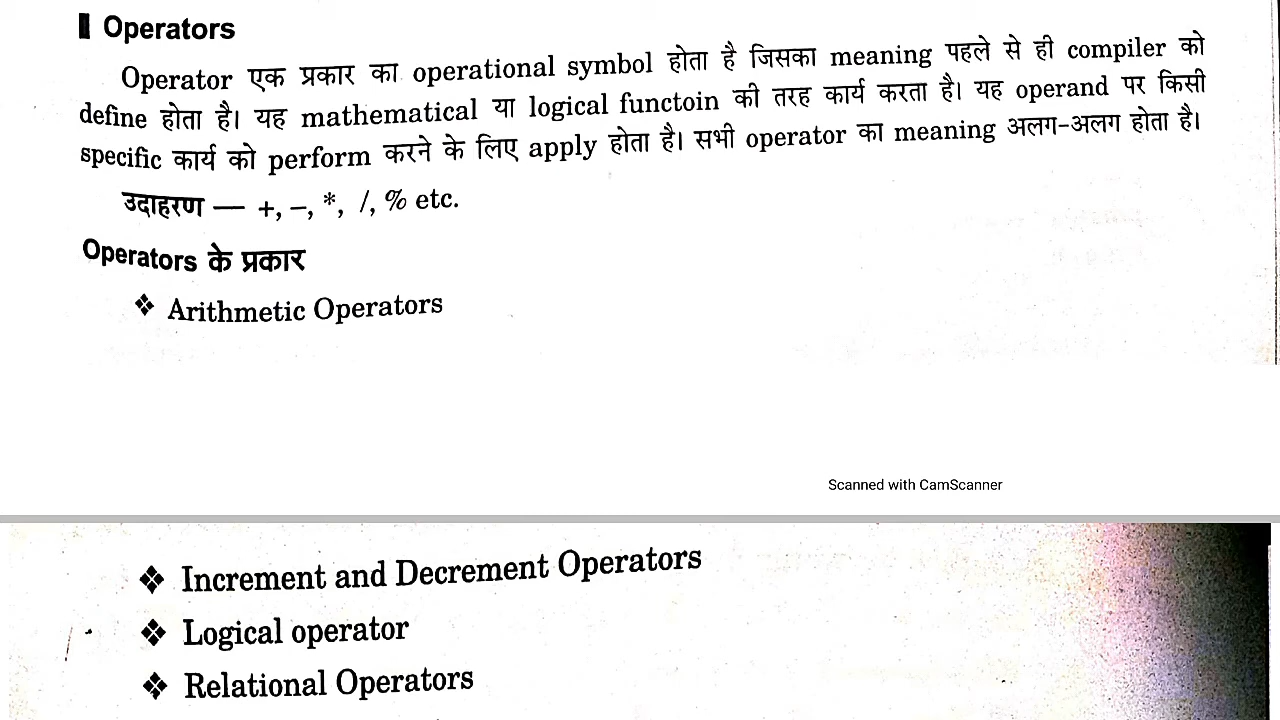 Operators
Operator एक प्रकार का operational symbol होता है जिसका meaning पहले से ही compiler को
define होता है। यह mathematical या logical functoin की तरह कार्य करता है। यह operand पर किसी
specific कार्य को perform करने के लिए apply होता है। सभी operator का meaning अलग-अलग होता है।
उदाहरण — +, –, *, /, % etc.
Operators के प्रकार
❖ Arithmetic Operators
Scanned with CamScanner
❖ Increment and Decrement Operators
❖ Logical operator
❖ Relational Operators